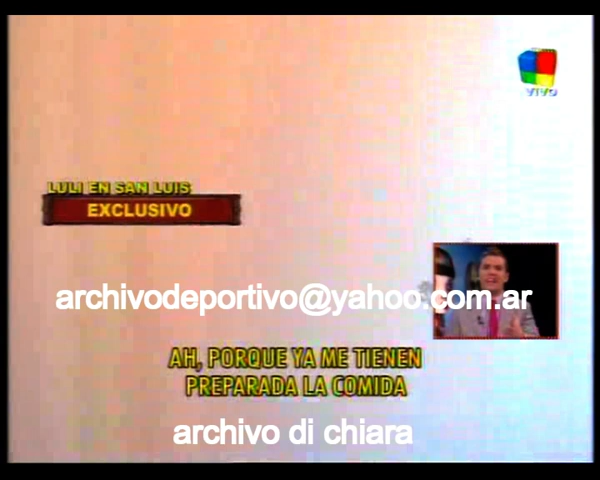 VIVO
LULI EN SAN LUIS
EXCLUSIVO
archivodeportivo@yahoo.com.ar
AH, PORQUE YA ME TIENEN
PREPARADA LA COMIDA
archivo di chiara